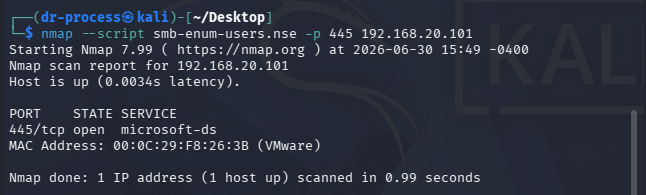 ┌──(dr-process㉿kali)-[~/Desktop]
└─$ nmap --script smb-enum-users.nse -p 445 192.168.20.101
Starting Nmap 7.99 ( https://nmap.org ) at 2026-06-30 15:49 -0400
Nmap scan report for 192.168.20.101
Host is up (0.0034s latency).

PORT    STATE SERVICE
445/tcp open  microsoft-ds
MAC Address: 00:0C:29:F8:26:3B (VMware)

Nmap done: 1 IP address (1 host up) scanned in 0.99 seconds
KAL